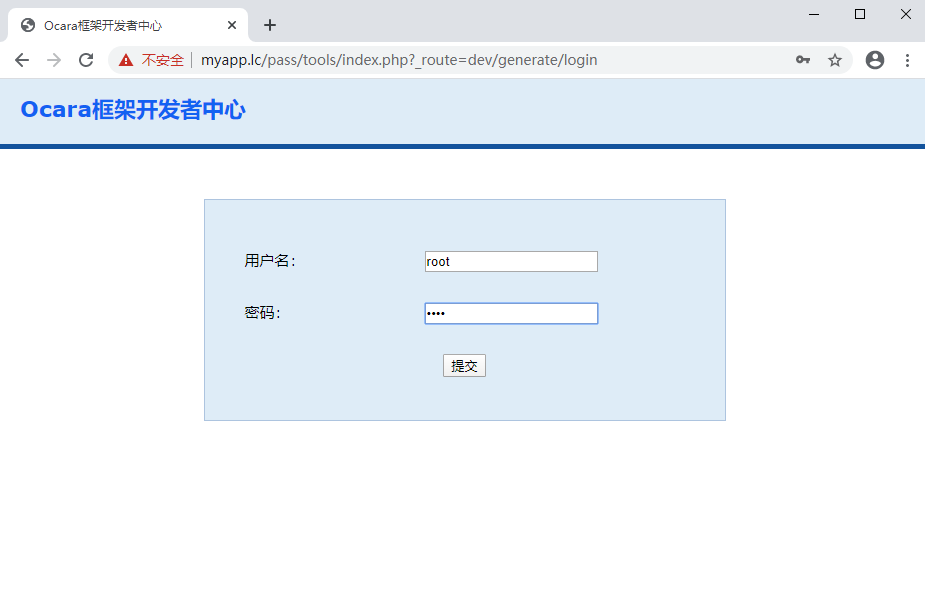 Ocara框架开发者中心
不安全 myapp.lc/pass/tools/index.php?_route=dev/generate/login
Ocara框架开发者中心
用户名：
root
密码：
••••
提交